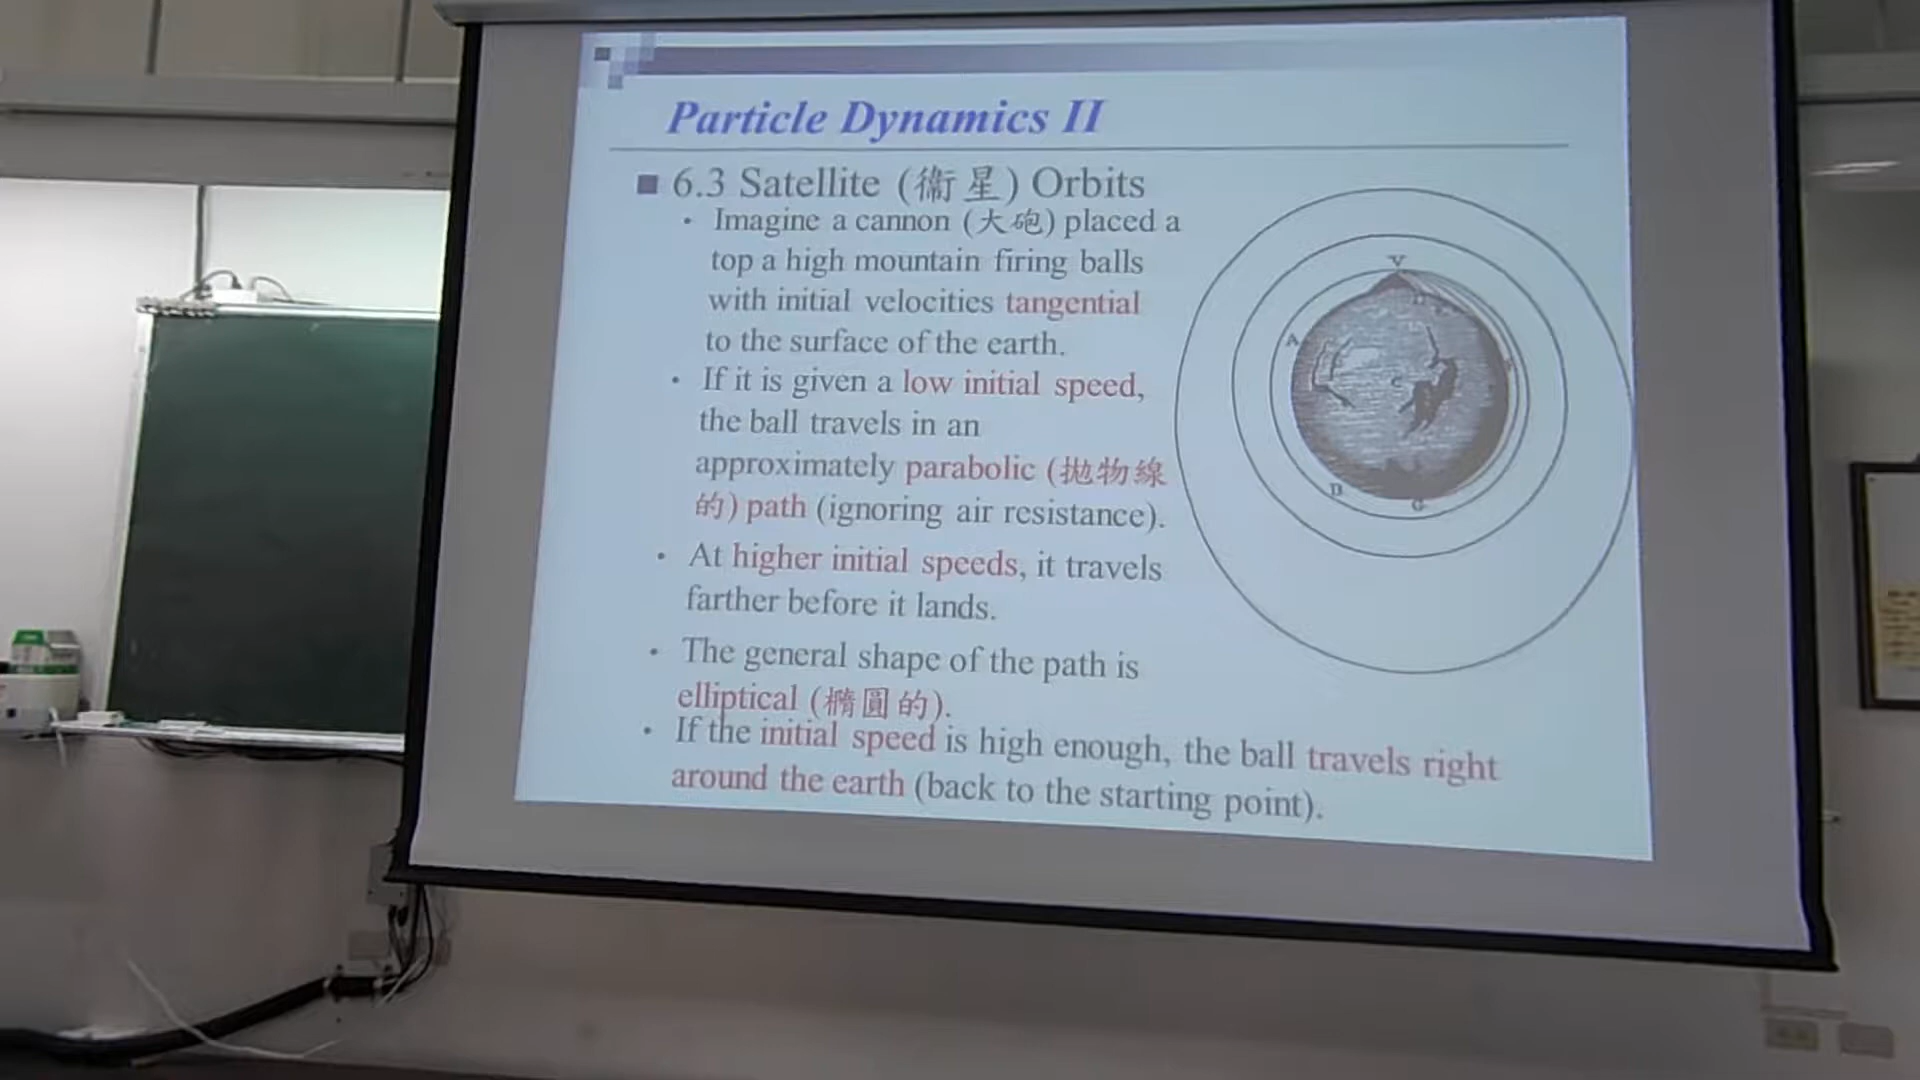 Particle Dynamics II
6.3 Satellite (衞星) Orbits
• Imagine a cannon (大砲) placed a
top a high mountain firing balls
with initial velocities tangential
to the surface of the earth.
• If it is given a low initial speed,
the ball travels in an
approximately parabolic (拋物線
的) path (ignoring air resistance).
• At higher initial speeds, it travels
farther before it lands.
• The general shape of the path is
elliptical (橢圓的).
• If the initial speed is high enough, the ball travels right
around the earth (back to the starting point).
V
A
C
D
G